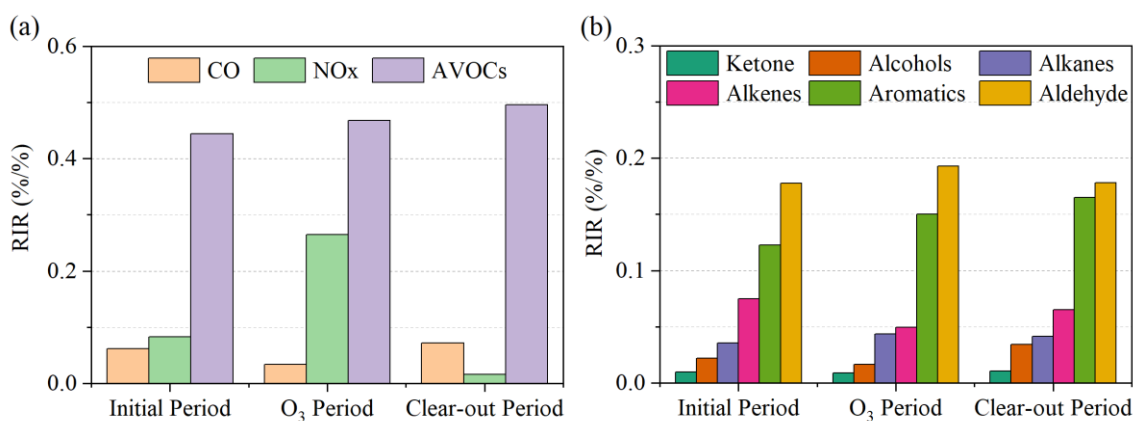 (a)
0.6
0.4
0.2
0.0
RIR (%/%)
CO
NOx
AVOCs
Initial Period
O₃ Period
Clear-out Period
(b)
0.3
0.2
0.1
0.0
RIR (%/%)
Ketone
Alcohols
Alkanes
Alkenes
Aromatics
Aldehyde
Initial Period
O₃ Period
Clear-out Period